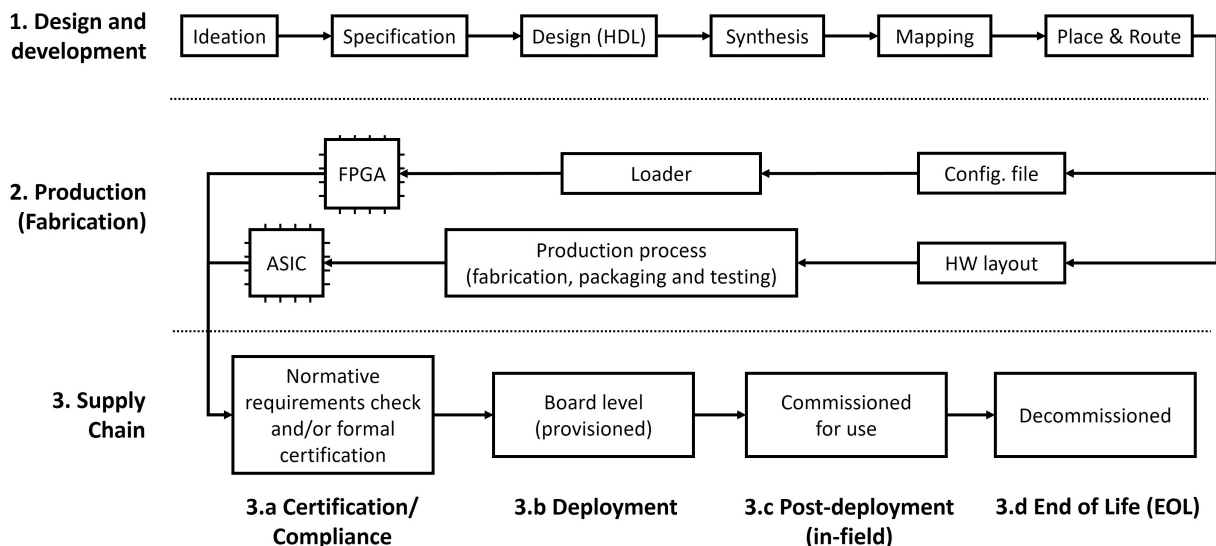 1. Design and
development
Ideation
Specification
Design (HDL)
Synthesis
Mapping
Place & Route
2. Production
(Fabrication)
FPGA
Loader
Config. file
ASIC
Production process
(fabrication, packaging and testing)
HW layout
3. Supply
Chain
Normative
requirements check
and/or formal
certification
Board level
(provisioned)
Commissioned
for use
Decommissioned
3.a Certification/
Compliance
3.b Deployment
3.c Post-deployment
(in-field)
3.d End of Life (EOL)